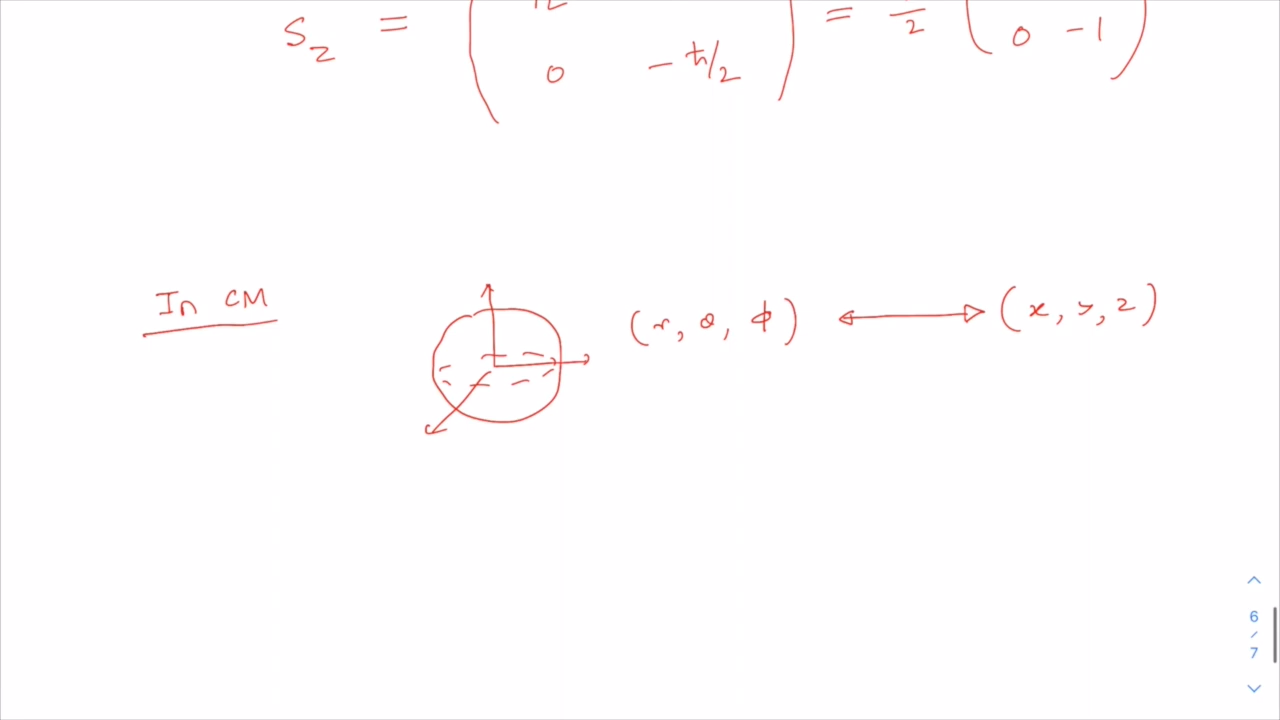 S_z = ( 0 -ħ/2 ) = /2 ( 0 -1 )
In CM (r, θ, ϕ) ⟷ (x, y, z)
6
/
7